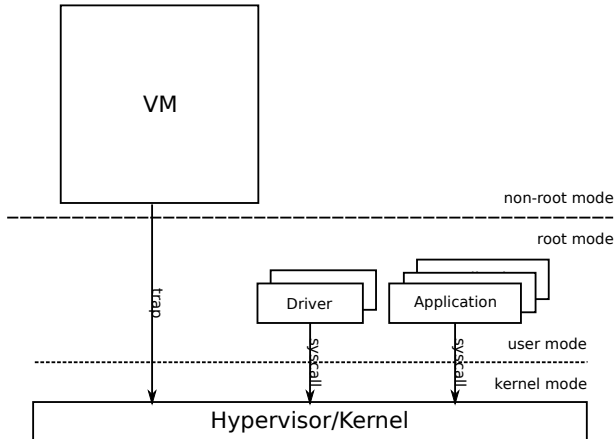 VM
non-root mode
root mode
trap
Driver
Application
syscall
syscall
user mode
kernel mode
Hypervisor/Kernel